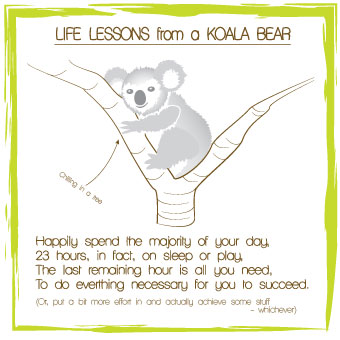 LIFE LESSONS from a KOALA BEAR
Chilling in a tree
Happily spend the majority of your day,
23 hours, in fact, on sleep or play,
The last remaining hour is all you need,
To do everthing necessary for you to succeed.
(Or, put a bit more effort in and actually achieve some stuff
- whichever)